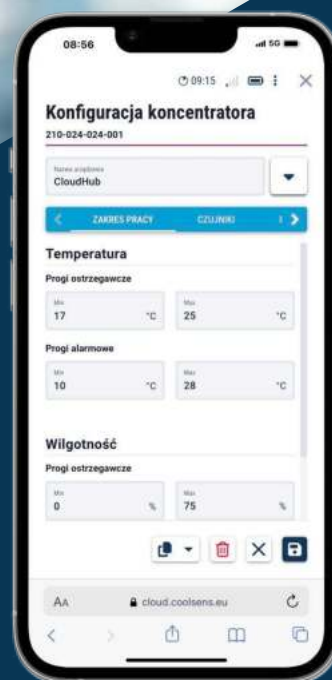 08:56 5G
09:15
Konfiguracja koncentratora
210-024-024-001
Nazwa urządzenia
CloudHub
ZAKRES PRACY CZUJNIKI
Temperatura
Progi ostrzegawcze
Min Max
17 °C 25 °C
Progi alarmowe
Min Max
10 °C 28 °C
Wilgotność
Progi ostrzegawcze
Min Max
0 % 75 %
AA cloud.coolsens.eu